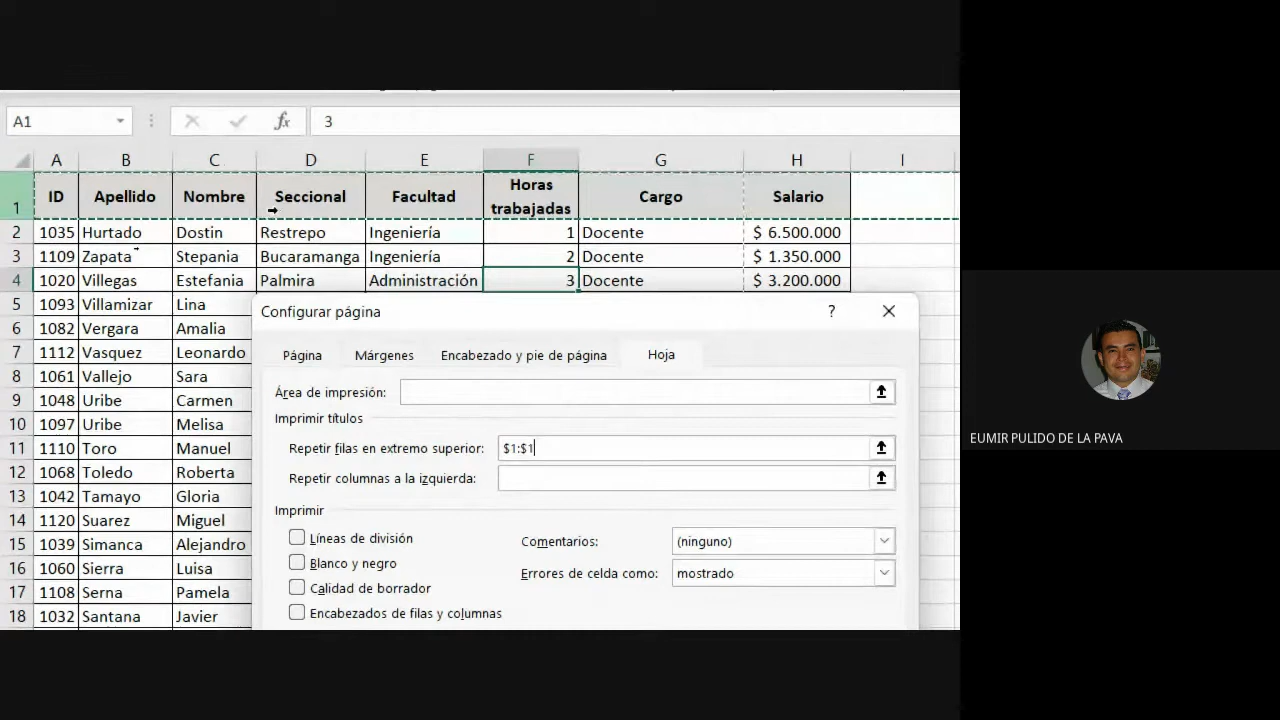 A1 fx 3
A B C D E F G H I
1 ID Apellido Nombre Seccional Facultad Horas trabajadas Cargo Salario
2 1035 Hurtado Dostin Restrepo Ingeniería 1 Docente $ 6.500.000
3 1109 Zapata Stepania Bucaramanga Ingeniería 2 Docente $ 1.350.000
4 1020 Villegas Estefania Palmira Administración 3 Docente $ 3.200.000
5 1093 Villamizar Lina
6 1082 Vergara Amalia
7 1112 Vasquez Leonardo
8 1061 Vallejo Sara
9 1048 Uribe Carmen
10 1097 Uribe Melisa
11 1110 Toro Manuel
12 1068 Toledo Roberta
13 1042 Tamayo Gloria
14 1120 Suarez Miguel
15 1039 Simanca Alejandro
16 1060 Sierra Luisa
17 1108 Serna Pamela
18 1032 Santana Javier
Configurar página ?
Página Márgenes Encabezado y pie de página Hoja
Área de impresión:
Imprimir títulos
Repetir filas en extremo superior: $1:$1
Repetir columnas a la izquierda:
Imprimir
Líneas de división
Blanco y negro
Calidad de borrador
Encabezados de filas y columnas
Comentarios: (ninguno)
Errores de celda como: mostrado
EUMIR PULIDO DE LA PAVA